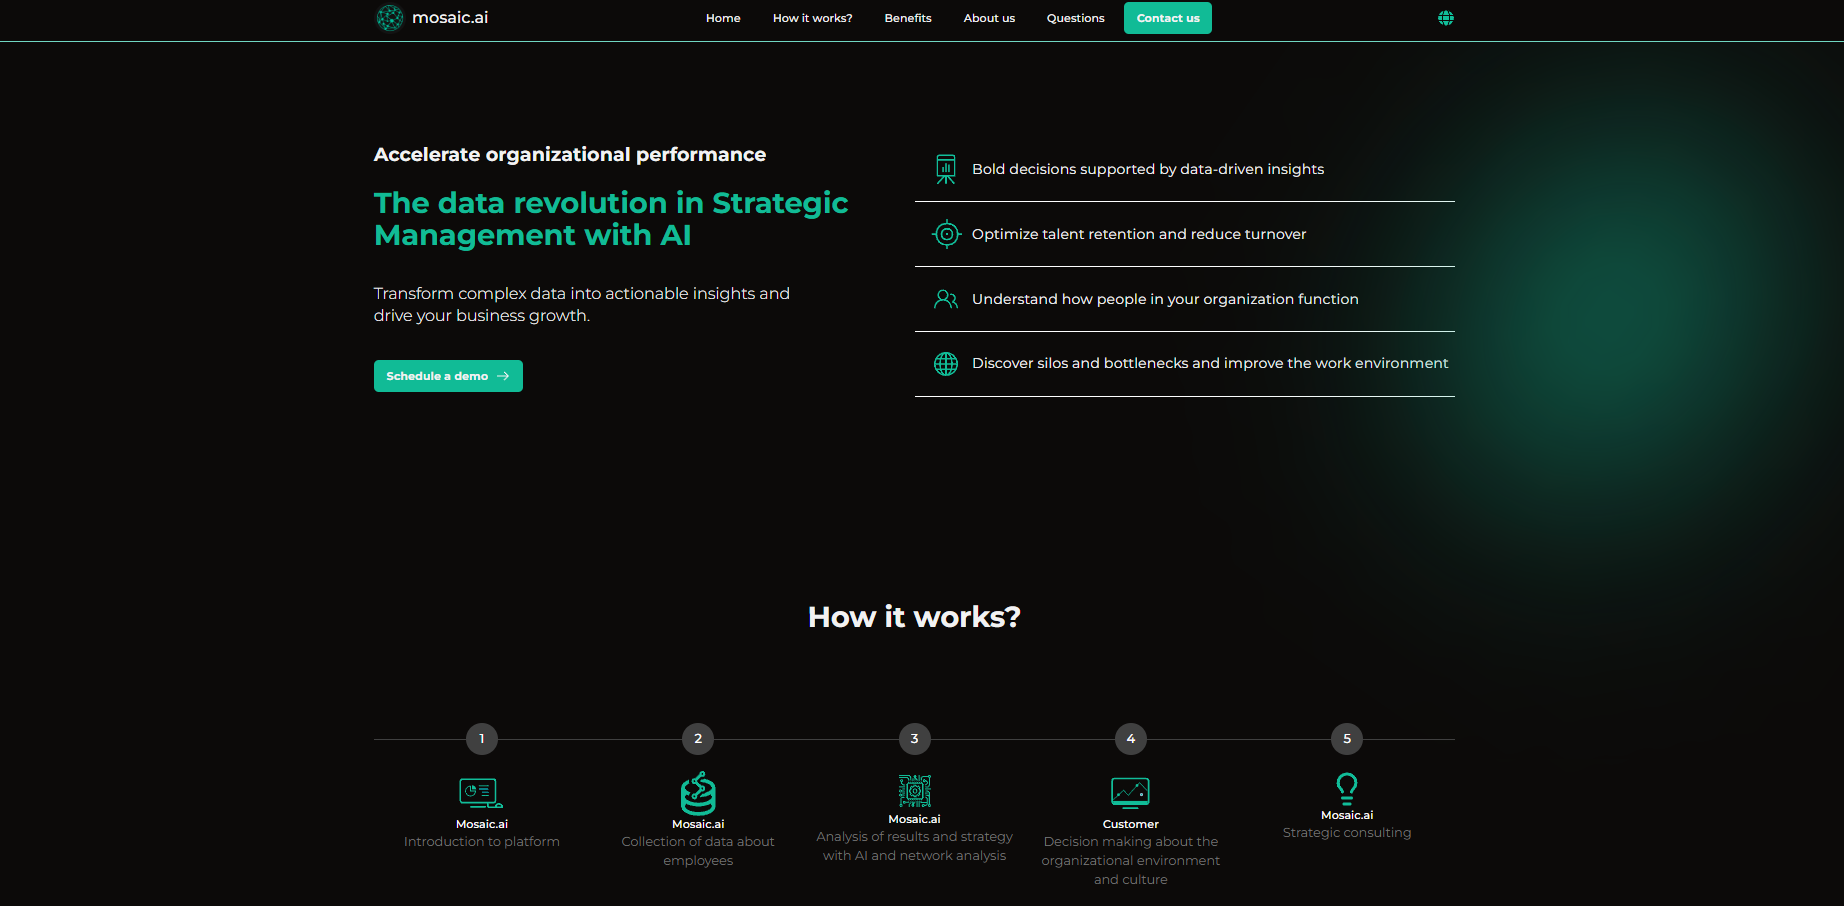 mosaic.ai
Home
How it works?
Benefits
About us
Questions
Contact us
Accelerate organizational performance
The data revolution in Strategic
Management with AI
Transform complex data into actionable insights and
drive your business growth.
Schedule a demo
Bold decisions supported by data-driven insights
Optimize talent retention and reduce turnover
Understand how people in your organization function
Discover silos and bottlenecks and improve the work environment
How it works?
1
Mosaic.ai
Introduction to platform
2
Mosaic.ai
Collection of data about
employees
3
Mosaic.ai
Analysis of results and strategy
with AI and network analysis
4
Customer
Decision making about the
organizational environment
and culture
5
Mosaic.ai
Strategic consulting